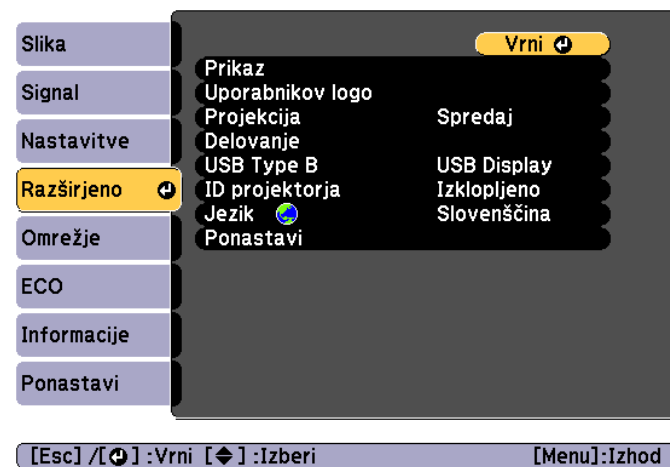 Slika
Signal
Nastavitve
Razširjeno
Omrežje
ECO
Informacije
Ponastavi
Vrni
Prikaz
Uporabnikov logo
Projekcija Spredaj
Delovanje
USB Type B USB Display
ID projektorja Izklopljeno
Jezik Slovenščina
Ponastavi
[Esc] /[ ] :Vrni [ ] :Izberi [Menu]:Izhod